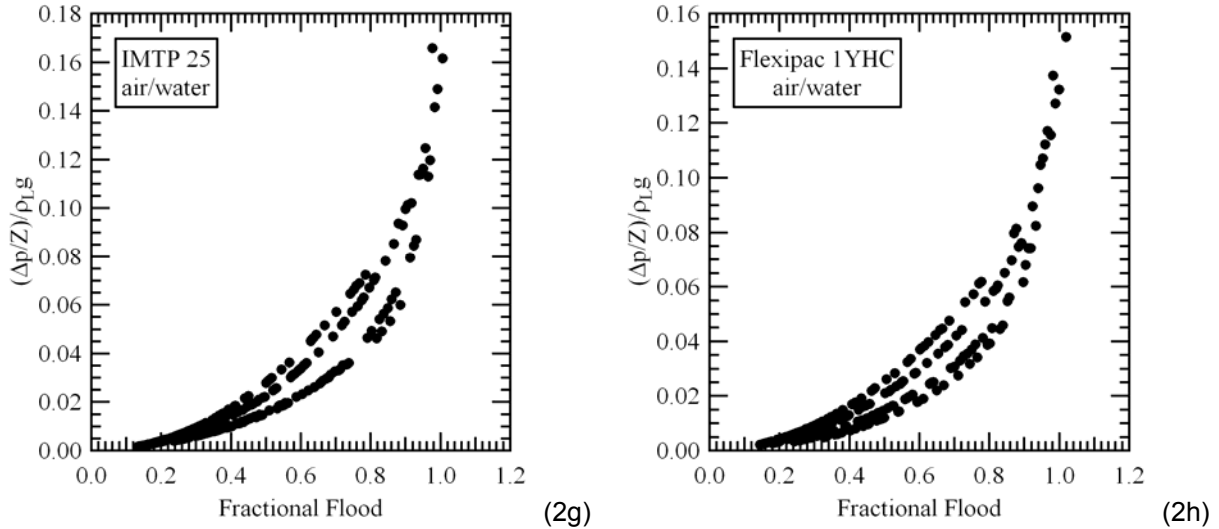 0.18
0.16
0.14
0.12
0.10
0.08
0.06
0.04
0.02
0.00
(Δp/Z)/ρLg
IMTP 25
air/water
0.0 0.2 0.4 0.6 0.8 1.0 1.2
Fractional Flood
(2g)
0.16
0.14
0.12
0.10
0.08
0.06
0.04
0.02
0.00
(Δp/Z)/ρLg
Flexipac 1YHC
air/water
0.0 0.2 0.4 0.6 0.8 1.0 1.2
Fractional Flood
(2h)